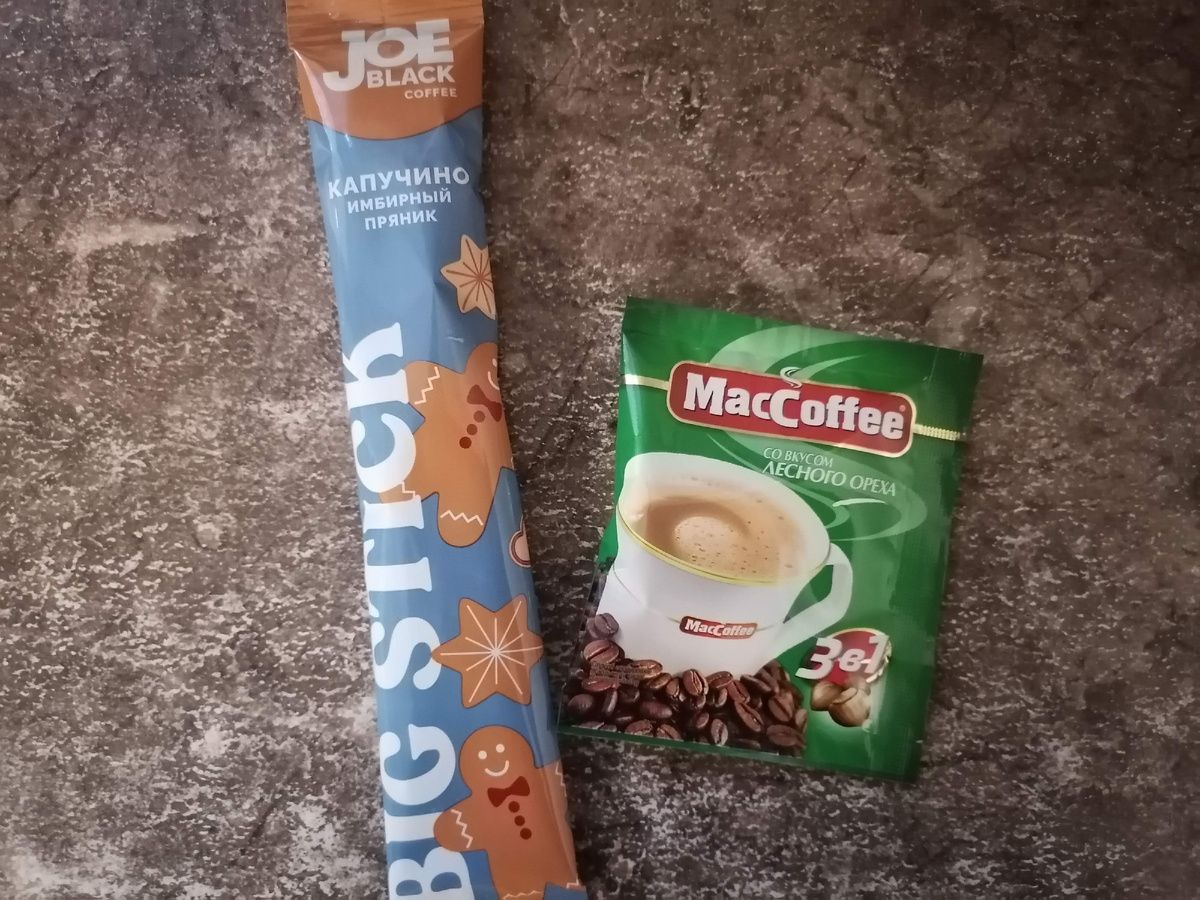 JOE
BLACK
COFFEE
КАПУЧИНО
ИМБИРНЫЙ
ПРЯНИК
BIG STICK
MacCoffee®
СО ВКУСОМ
ЛЕСНОГО ОРЕХА
MacCoffee
3в1